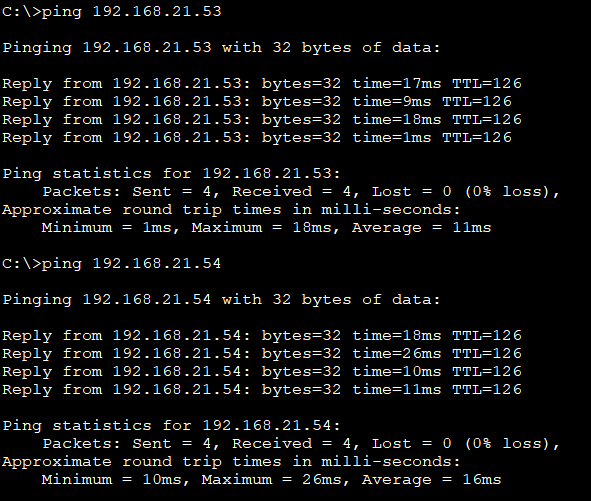 C:\>ping 192.168.21.53
Pinging 192.168.21.53 with 32 bytes of data:
Reply from 192.168.21.53: bytes=32 time=17ms TTL=126
Reply from 192.168.21.53: bytes=32 time=9ms TTL=126
Reply from 192.168.21.53: bytes=32 time=18ms TTL=126
Reply from 192.168.21.53: bytes=32 time=1ms TTL=126
Ping statistics for 192.168.21.53:
    Packets: Sent = 4, Received = 4, Lost = 0 (0% loss),
Approximate round trip times in milli-seconds:
    Minimum = 1ms, Maximum = 18ms, Average = 11ms
C:\>ping 192.168.21.54
Pinging 192.168.21.54 with 32 bytes of data:
Reply from 192.168.21.54: bytes=32 time=18ms TTL=126
Reply from 192.168.21.54: bytes=32 time=26ms TTL=126
Reply from 192.168.21.54: bytes=32 time=10ms TTL=126
Reply from 192.168.21.54: bytes=32 time=11ms TTL=126
Ping statistics for 192.168.21.54:
    Packets: Sent = 4, Received = 4, Lost = 0 (0% loss),
Approximate round trip times in milli-seconds:
    Minimum = 10ms, Maximum = 26ms, Average = 16ms